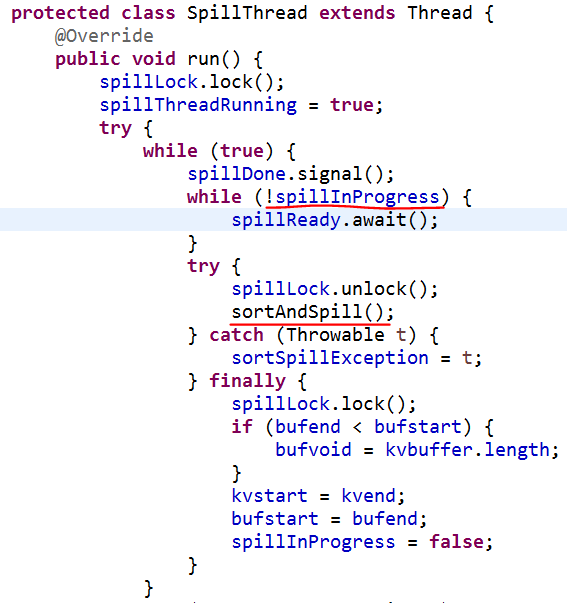 protected class SpillThread extends Thread {
@Override
public void run() {
spillLock.lock();
spillThreadRunning = true;
try {
while (true) {
spillDone.signal();
while (!spillInProgress) {
spillReady.await();
}
try {
spillLock.unlock();
sortAndSpill();
} catch (Throwable t) {
sortSpillException = t;
} finally {
spillLock.lock();
if (bufend < bufstart) {
bufvoid = kvbuffer.length;
}
kvstart = kvend;
bufstart = bufend;
spillInProgress = false;
}
}